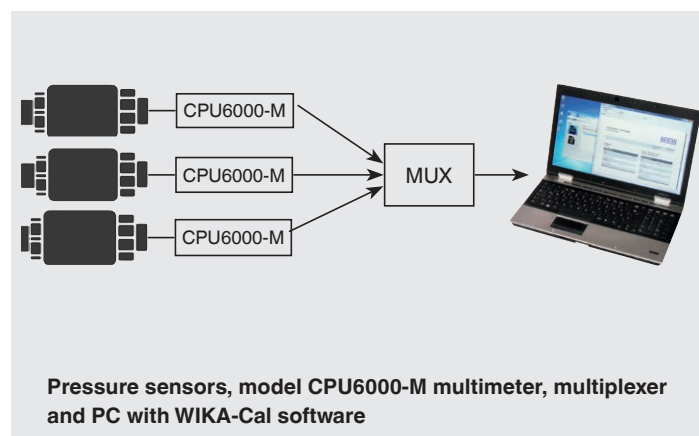 CPU6000-M
CPU6000-M
MUX
CPU6000-M
Pressure sensors, model CPU6000-M multimeter, multiplexer
and PC with WIKA-Cal software